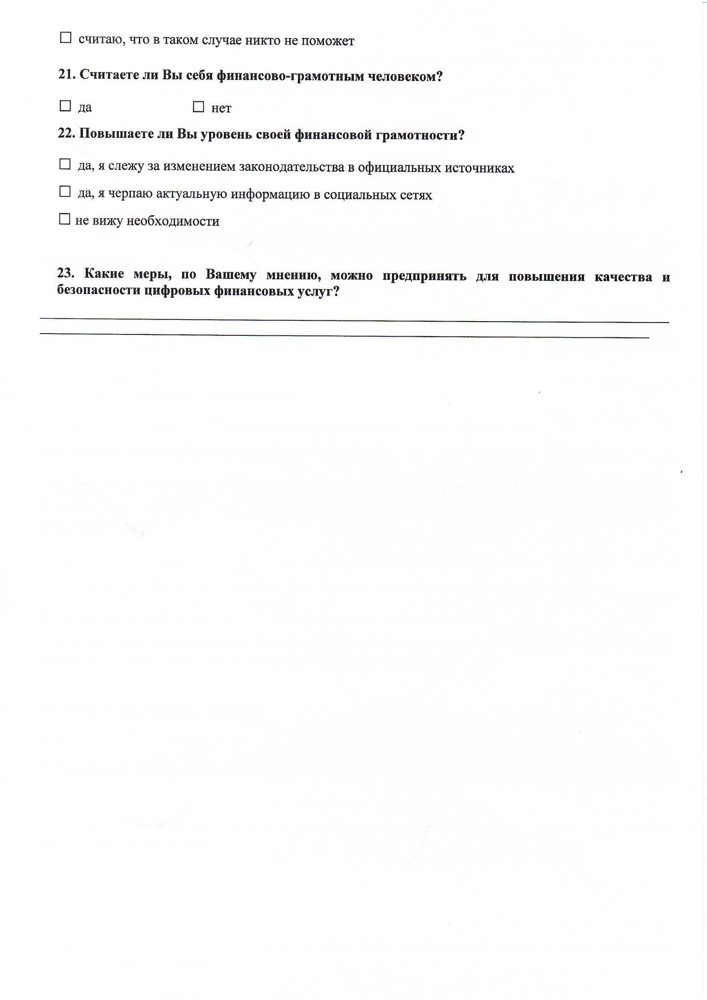 ☐ считаю, что в таком случае никто не поможет
21. Считаете ли Вы себя финансово-грамотным человеком?
☐ да ☐ нет
22. Повышаете ли Вы уровень своей финансовой грамотности?
☐ да, я слежу за изменением законодательства в официальных источниках
☐ да, я черпаю актуальную информацию в социальных сетях
☐ не вижу необходимости
23. Какие меры, по Вашему мнению, можно предпринять для повышения качества и
безопасности цифровых финансовых услуг?